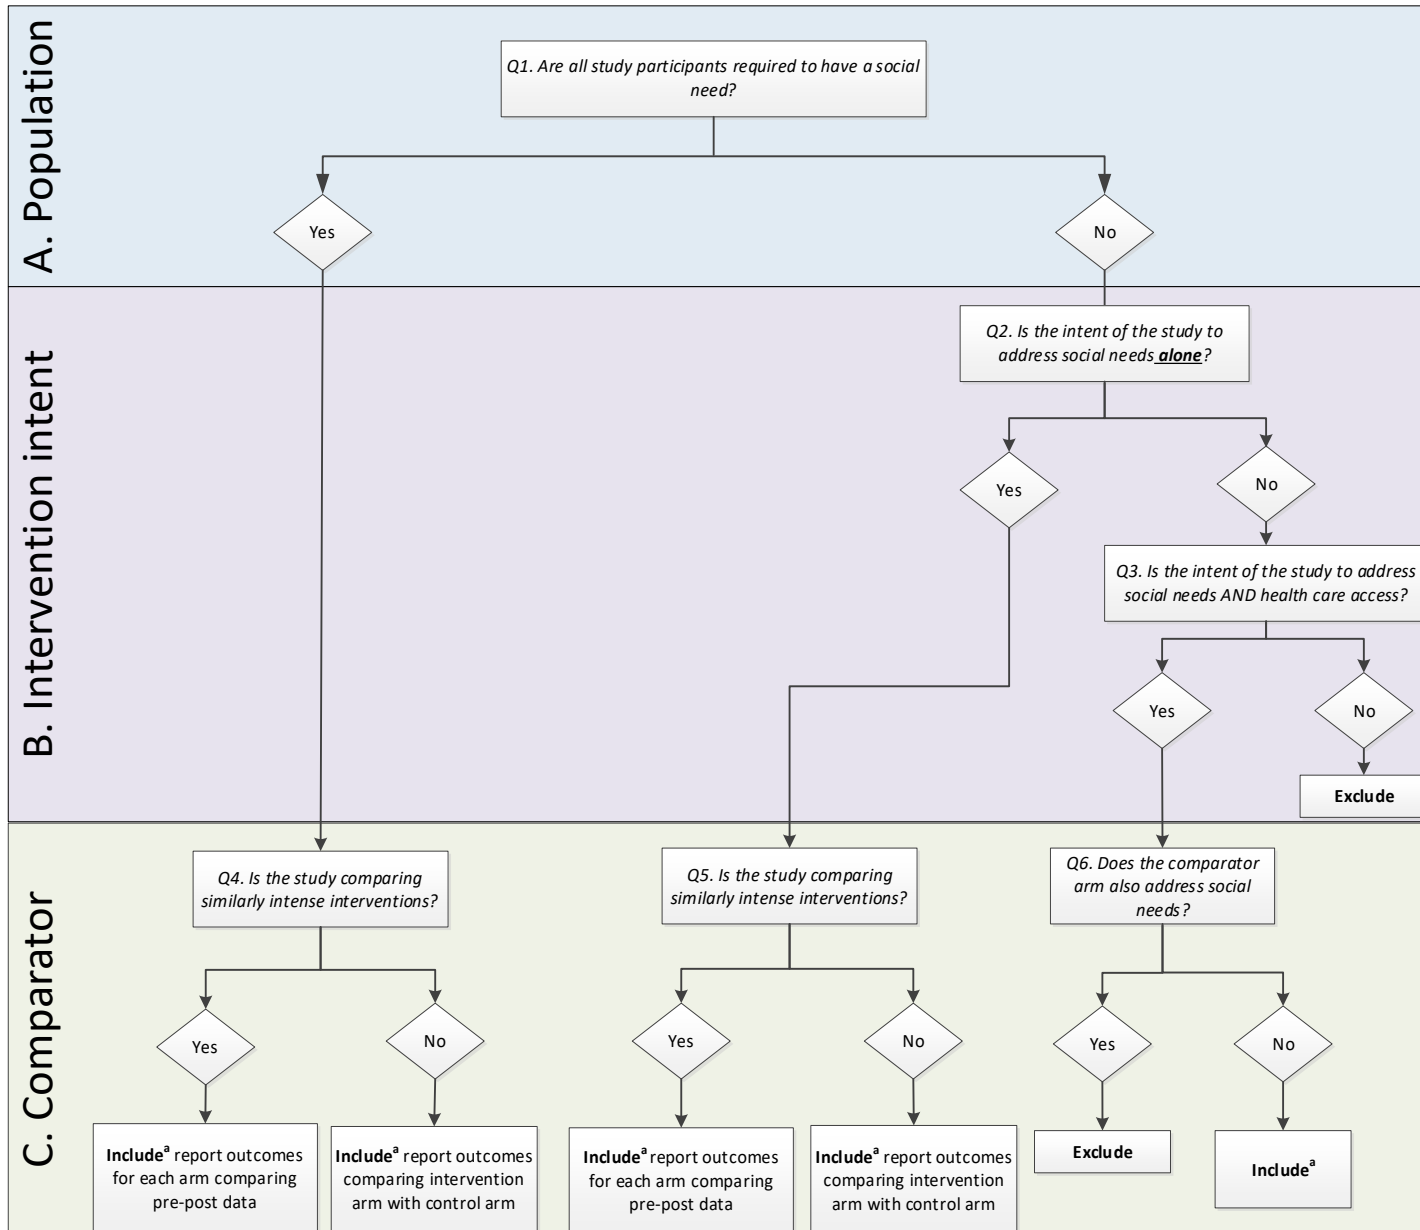 A. Population
Q1. Are all study participants required to have a social
need?
Yes
No
B. Intervention intent
Q2. Is the intent of the study to
address social needs alone?
Yes
No
Q3. Is the intent of the study to address
social needs AND health care access?
Yes
No
Exclude
C. Comparator
Q4. Is the study comparing
similarly intense interventions?
Q5. Is the study comparing
similarly intense interventions?
Q6. Does the comparator
arm also address social
needs?
Yes
No
Yes
No
Yes
No
Include^a report outcomes
for each arm comparing
pre-post data
Include^a report outcomes
comparing intervention
arm with control arm
Include^a report outcomes
for each arm comparing
pre-post data
Include^a report outcomes
comparing intervention
arm with control arm
Exclude
Include^a